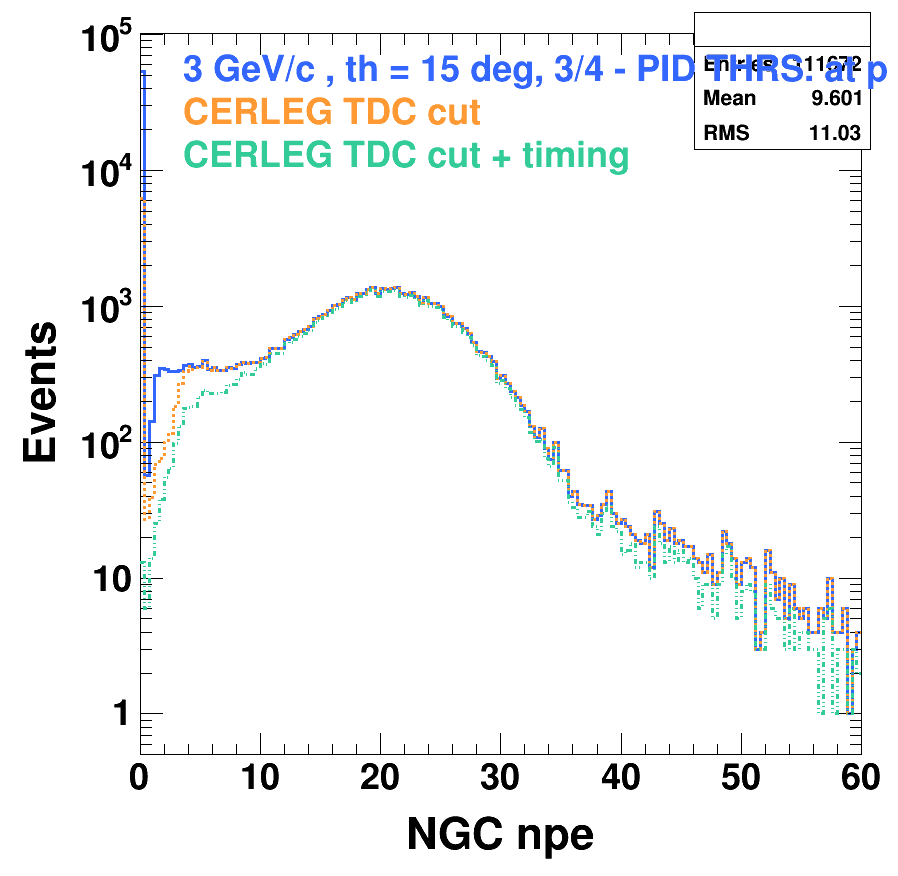 10^5
3 GeV/c , th = 15 deg, 3/4 - PID THRS. at p
Entries
CERLEG TDC cut
Mean 9.601
CERLEG TDC cut + timing
RMS 11.03
10^4
10^3
10^2
10
1
Events
0 10 20 30 40 50 60
NGC npe